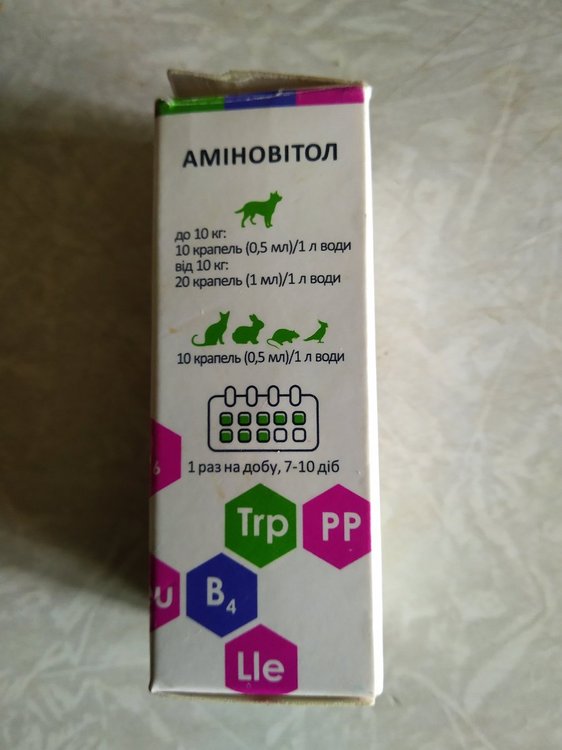 АМІНОВІТОЛ
до 10 кг:
10 крапель (0,5 мл)/1 л води
від 10 кг:
20 крапель (1 мл)/1 л води
10 крапель (0,5 мл)/1 л води
1 раз на добу, 7-10 діб
6
Trp PP
U B4
Lle